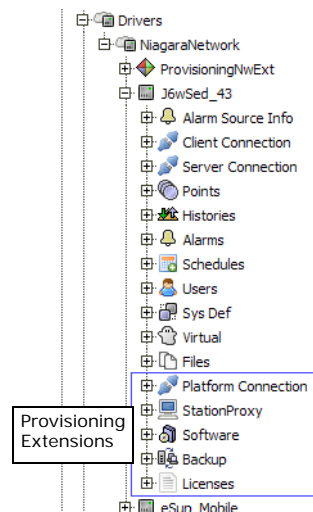 Drivers
NiagaraNetwork
ProvisioningNwExt
J6wSed_43
Alarm Source Info
Client Connection
Server Connection
Points
Histories
Alarms
Schedules
Users
Sys Def
Virtual
Files
Platform Connection
StationProxy
Software
Backup
Licenses
eSup_Mobile
Provisioning
Extensions